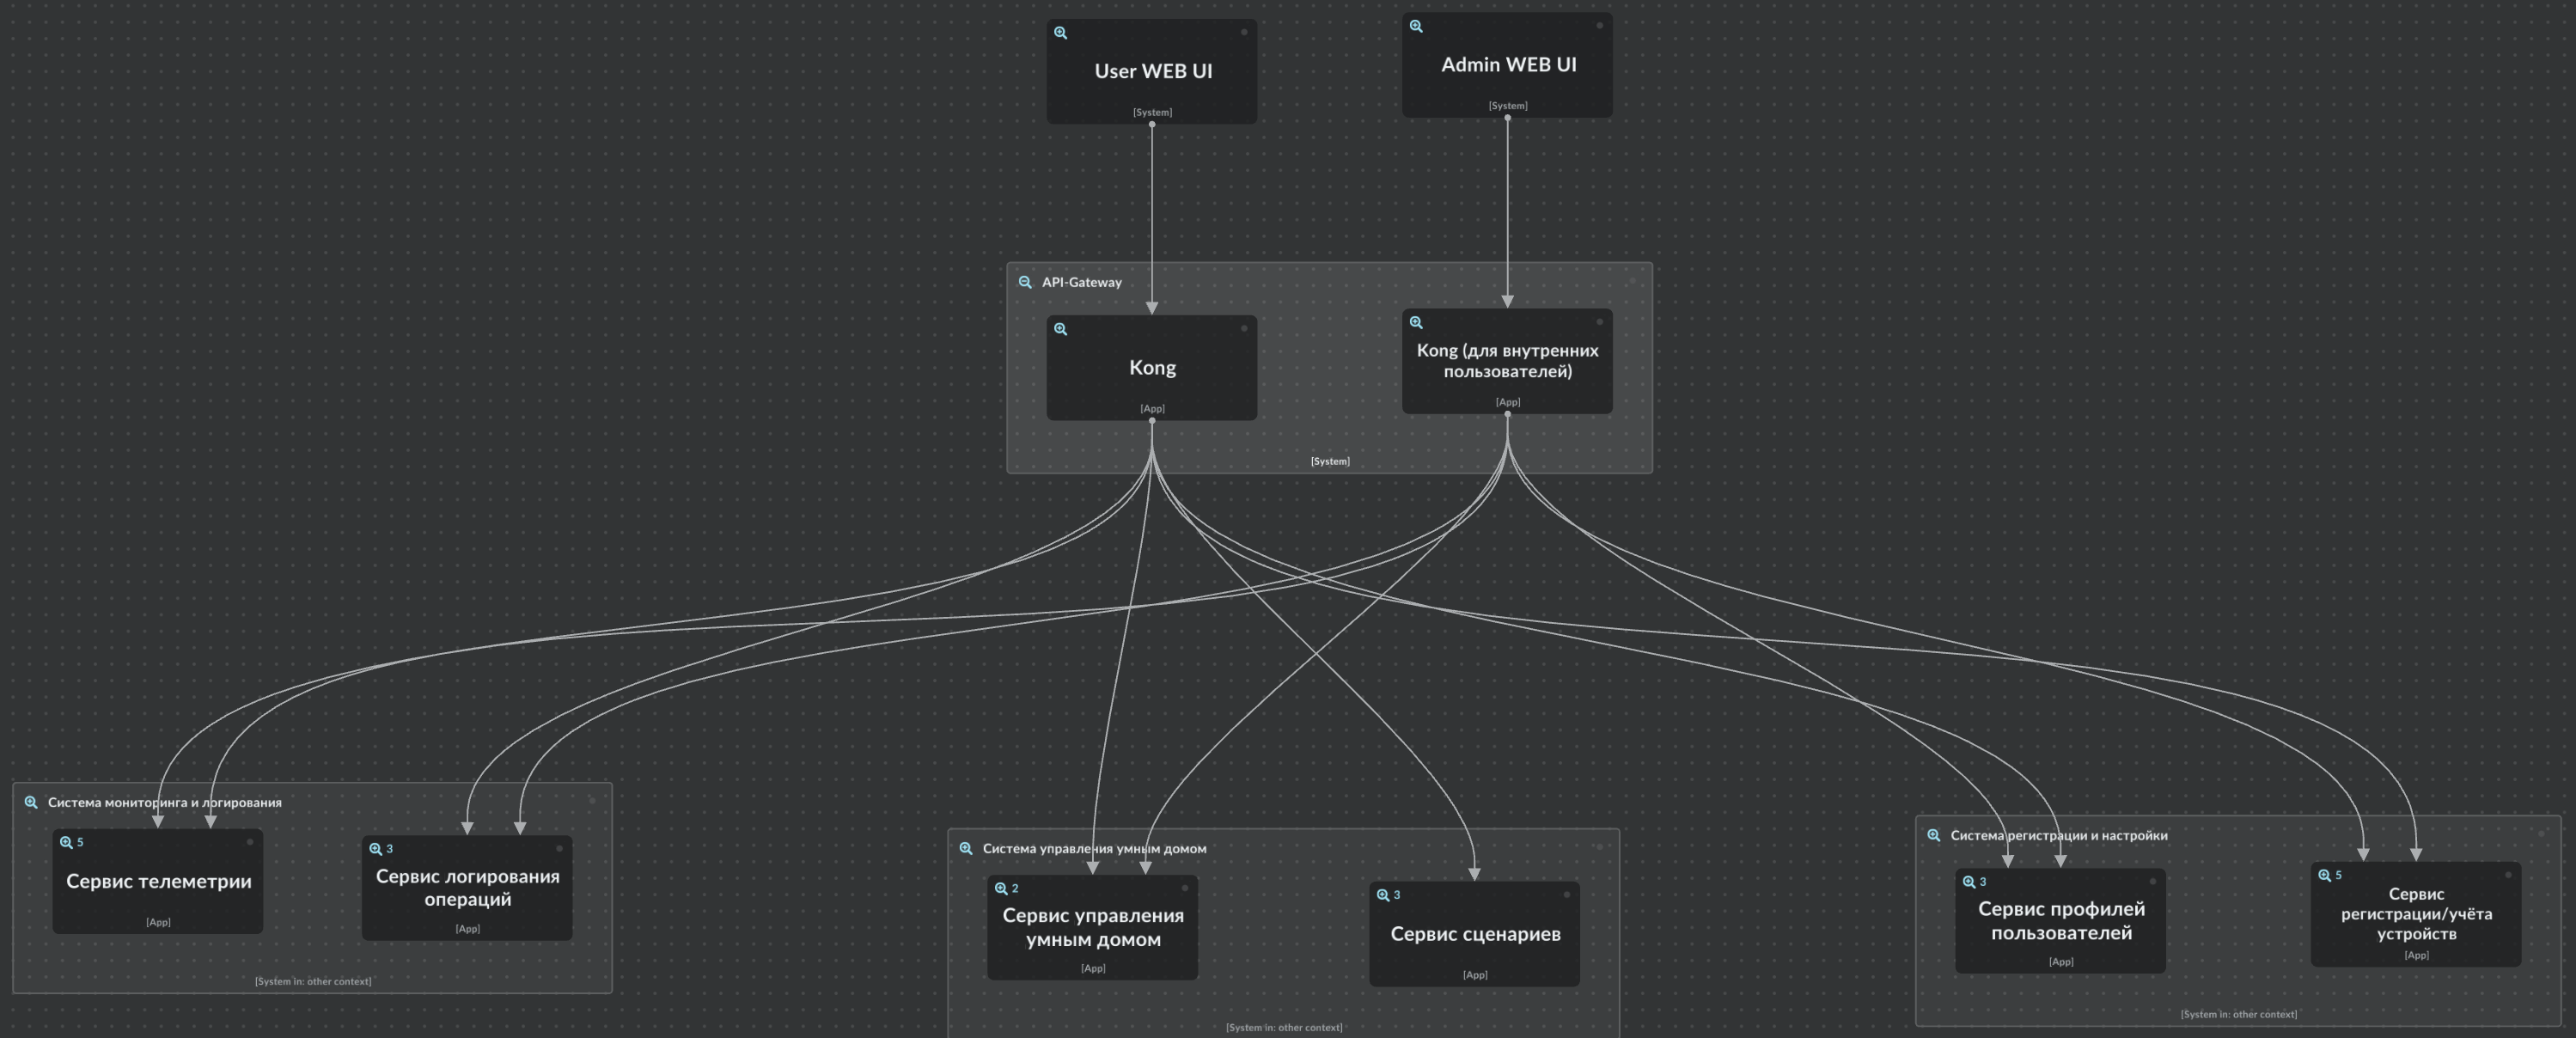 User WEB UI
[System]
Admin WEB UI
[System]
API-Gateway
Kong
[App]
Kong (для внутренних
пользователей)
[App]
[System]
Система мониторинга и логирования
5
Сервис телеметрии
[App]
3
Сервис логирования
операций
[App]
[System in: other context]
Система управления умным домом
2
Сервис управления
умным домом
[App]
3
Сервис сценариев
[App]
[System in: other context]
Система регистрации и настройки
3
Сервис профилей
пользователей
[App]
5
Сервис
регистрации/учёта
устройств
[App]
[System in: other context]